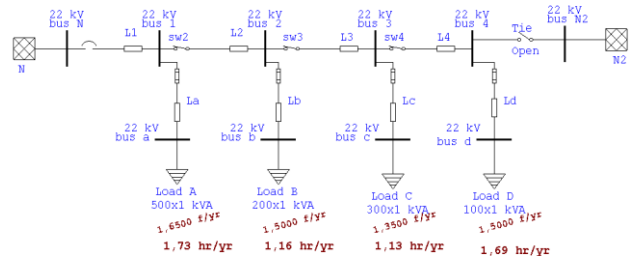 22 kV
bus N
22 kV
bus 1
22 kV
bus 2
22 kV
bus 3
22 kV
bus 4
22 kV
bus N2
L1
sw2
L2
sw3
L3
sw4
L4
Tie
Open
N
N2
La
Lb
Lc
Ld
22 kV
bus a
22 kV
bus b
22 kV
bus c
22 kV
bus d
Load A
500x1 kVA
1,6500 f/yr
1,73 hr/yr
Load B
200x1 kVA
1,5000 f/yr
1,16 hr/yr
Load C
300x1 kVA
1,3500 f/yr
1,13 hr/yr
Load D
100x1 kVA
1,5000 f/yr
1,69 hr/yr